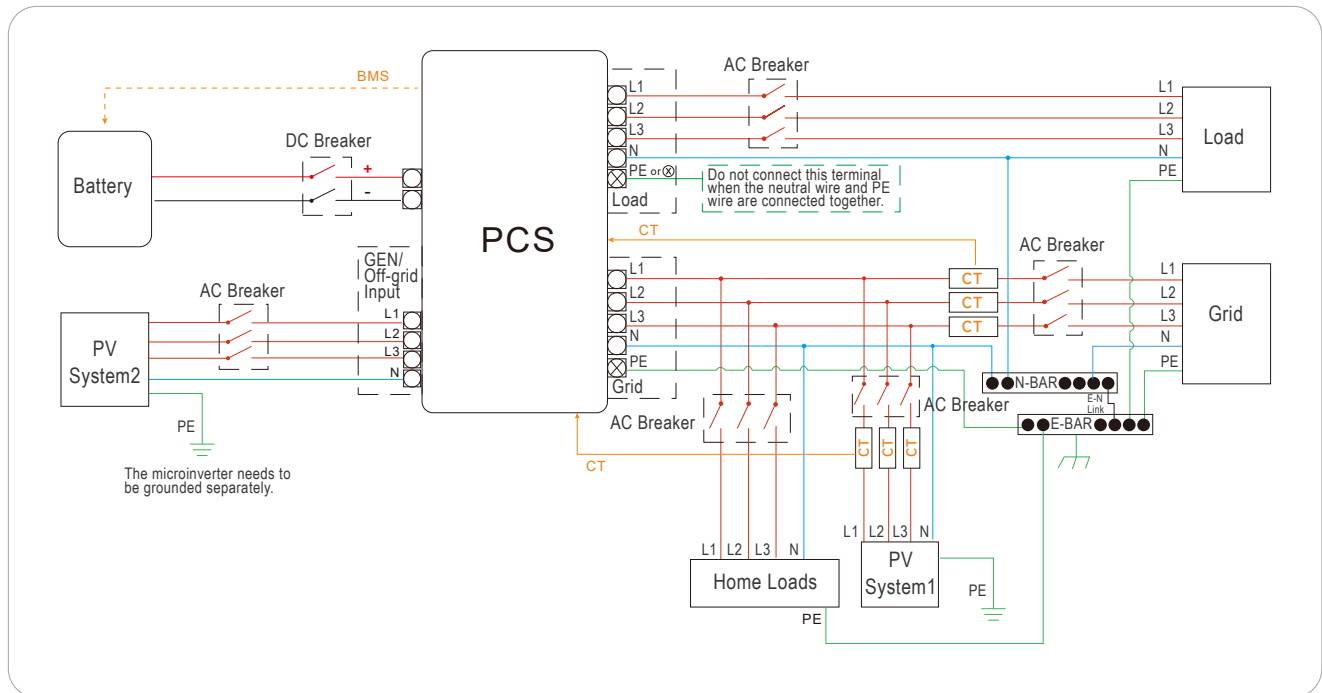 BMS
Battery
DC Breaker
+
-
PCS
GEN/
Off-grid
Input
L1
L2
L3
N
AC Breaker
PV
System2
PE
The microinverter needs to
be grounded separately.
L1
L2
L3
N
PE or
Load
AC Breaker
Do not connect this terminal
when the neutral wire and PE
wire are connected together.
L1
L2
L3
N
PE
Load
CT
L1
L2
L3
N
PE
Grid
CT
CT
CT
AC Breaker
L1
L2
L3
N
PE
Grid
N-BAR
E-N
Link
E-BAR
AC Breaker
AC Breaker
CT
CT
CT
CT
L1 L2 L3 N
Home Loads
PE
L1 L2 L3 N
PV
System1
PE